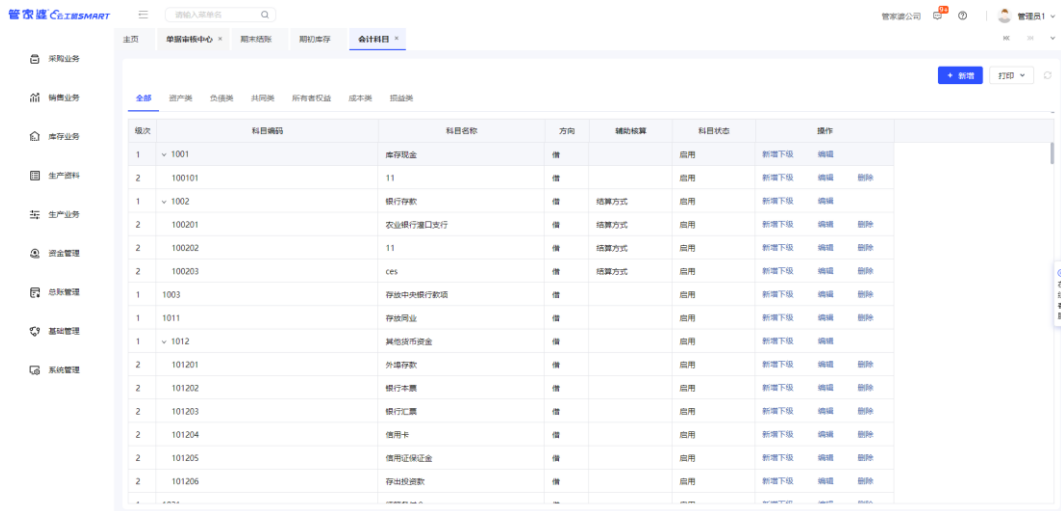 管家婆 工贸SMART
请输入菜单名
管家婆公司 9+ 管理员1
主页 单据审核中心 × 期末结账 期初库存 会计科目 ×
采购业务
销售业务
库存业务
生产资料
生产业务
资金管理
总账管理
基础管理
系统管理
+ 新增 打印
全部 资产类 负债类 共同类 所有者权益 成本类 损益类
级次 科目编码 科目名称 方向 辅助核算 科目状态 操作
1 1001 库存现金 借 启用 新增下级 编辑
2 100101 11 借 启用 新增下级 编辑 删除
1 1002 银行存款 借 结算方式 启用 新增下级 编辑
2 100201 农业银行灌口支行 借 结算方式 启用 新增下级 编辑 删除
2 100202 11 借 结算方式 启用 新增下级 编辑 删除
2 100203 ces 借 结算方式 启用 新增下级 编辑 删除
1 1003 存放中央银行款项 借 启用 新增下级 编辑 删除
1 1011 存放同业 借 启用 新增下级 编辑 删除
1 1012 其他货币资金 借 启用 新增下级 编辑
2 101201 外埠存款 借 启用 新增下级 编辑 删除
2 101202 银行本票 借 启用 新增下级 编辑 删除
2 101203 银行汇票 借 启用 新增下级 编辑 删除
2 101204 信用卡 借 启用 新增下级 编辑 删除
2 101205 信用证保证金 借 启用 新增下级 编辑 删除
2 101206 存出投资款 借 启用 新增下级 编辑 删除